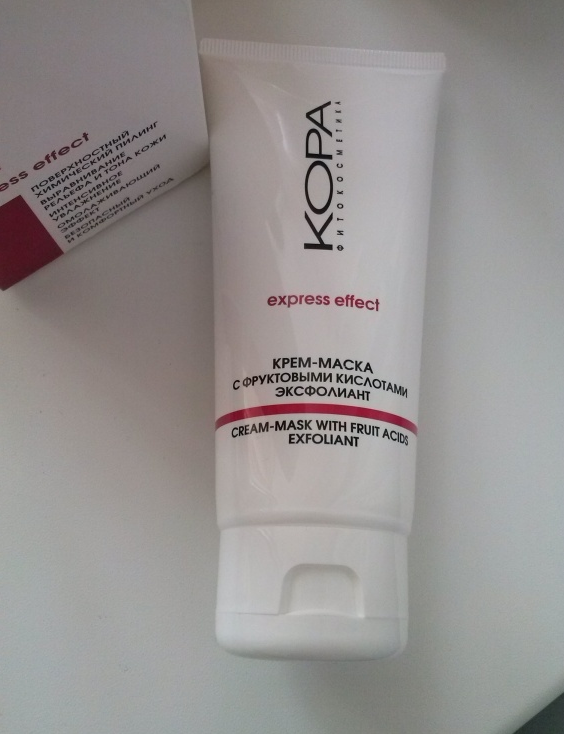 ess effect
ПОВЕРХНОСТНЫЙ
ХИМИЧЕСКИЙ ПИЛИНГ
ВЫРАВНИВАНИЕ
РЕЛЬЕФА И ТОНА КОЖИ
ИНТЕНСИВНОЕ
УВЛАЖНЕНИЕ
ОМОЛАЖИВАЮЩИЙ
ЭФФЕКТ
БЕЗОПАСНЫЙ
И КОМФОРТНЫЙ УХОД
КОРА
ФИТОКОСМЕТИКА
express effect
КРЕМ-МАСКА
С ФРУКТОВЫМИ КИСЛОТАМИ
ЭКСФОЛИАНТ
CREAM-MASK WITH FRUIT ACIDS
EXFOLIANT